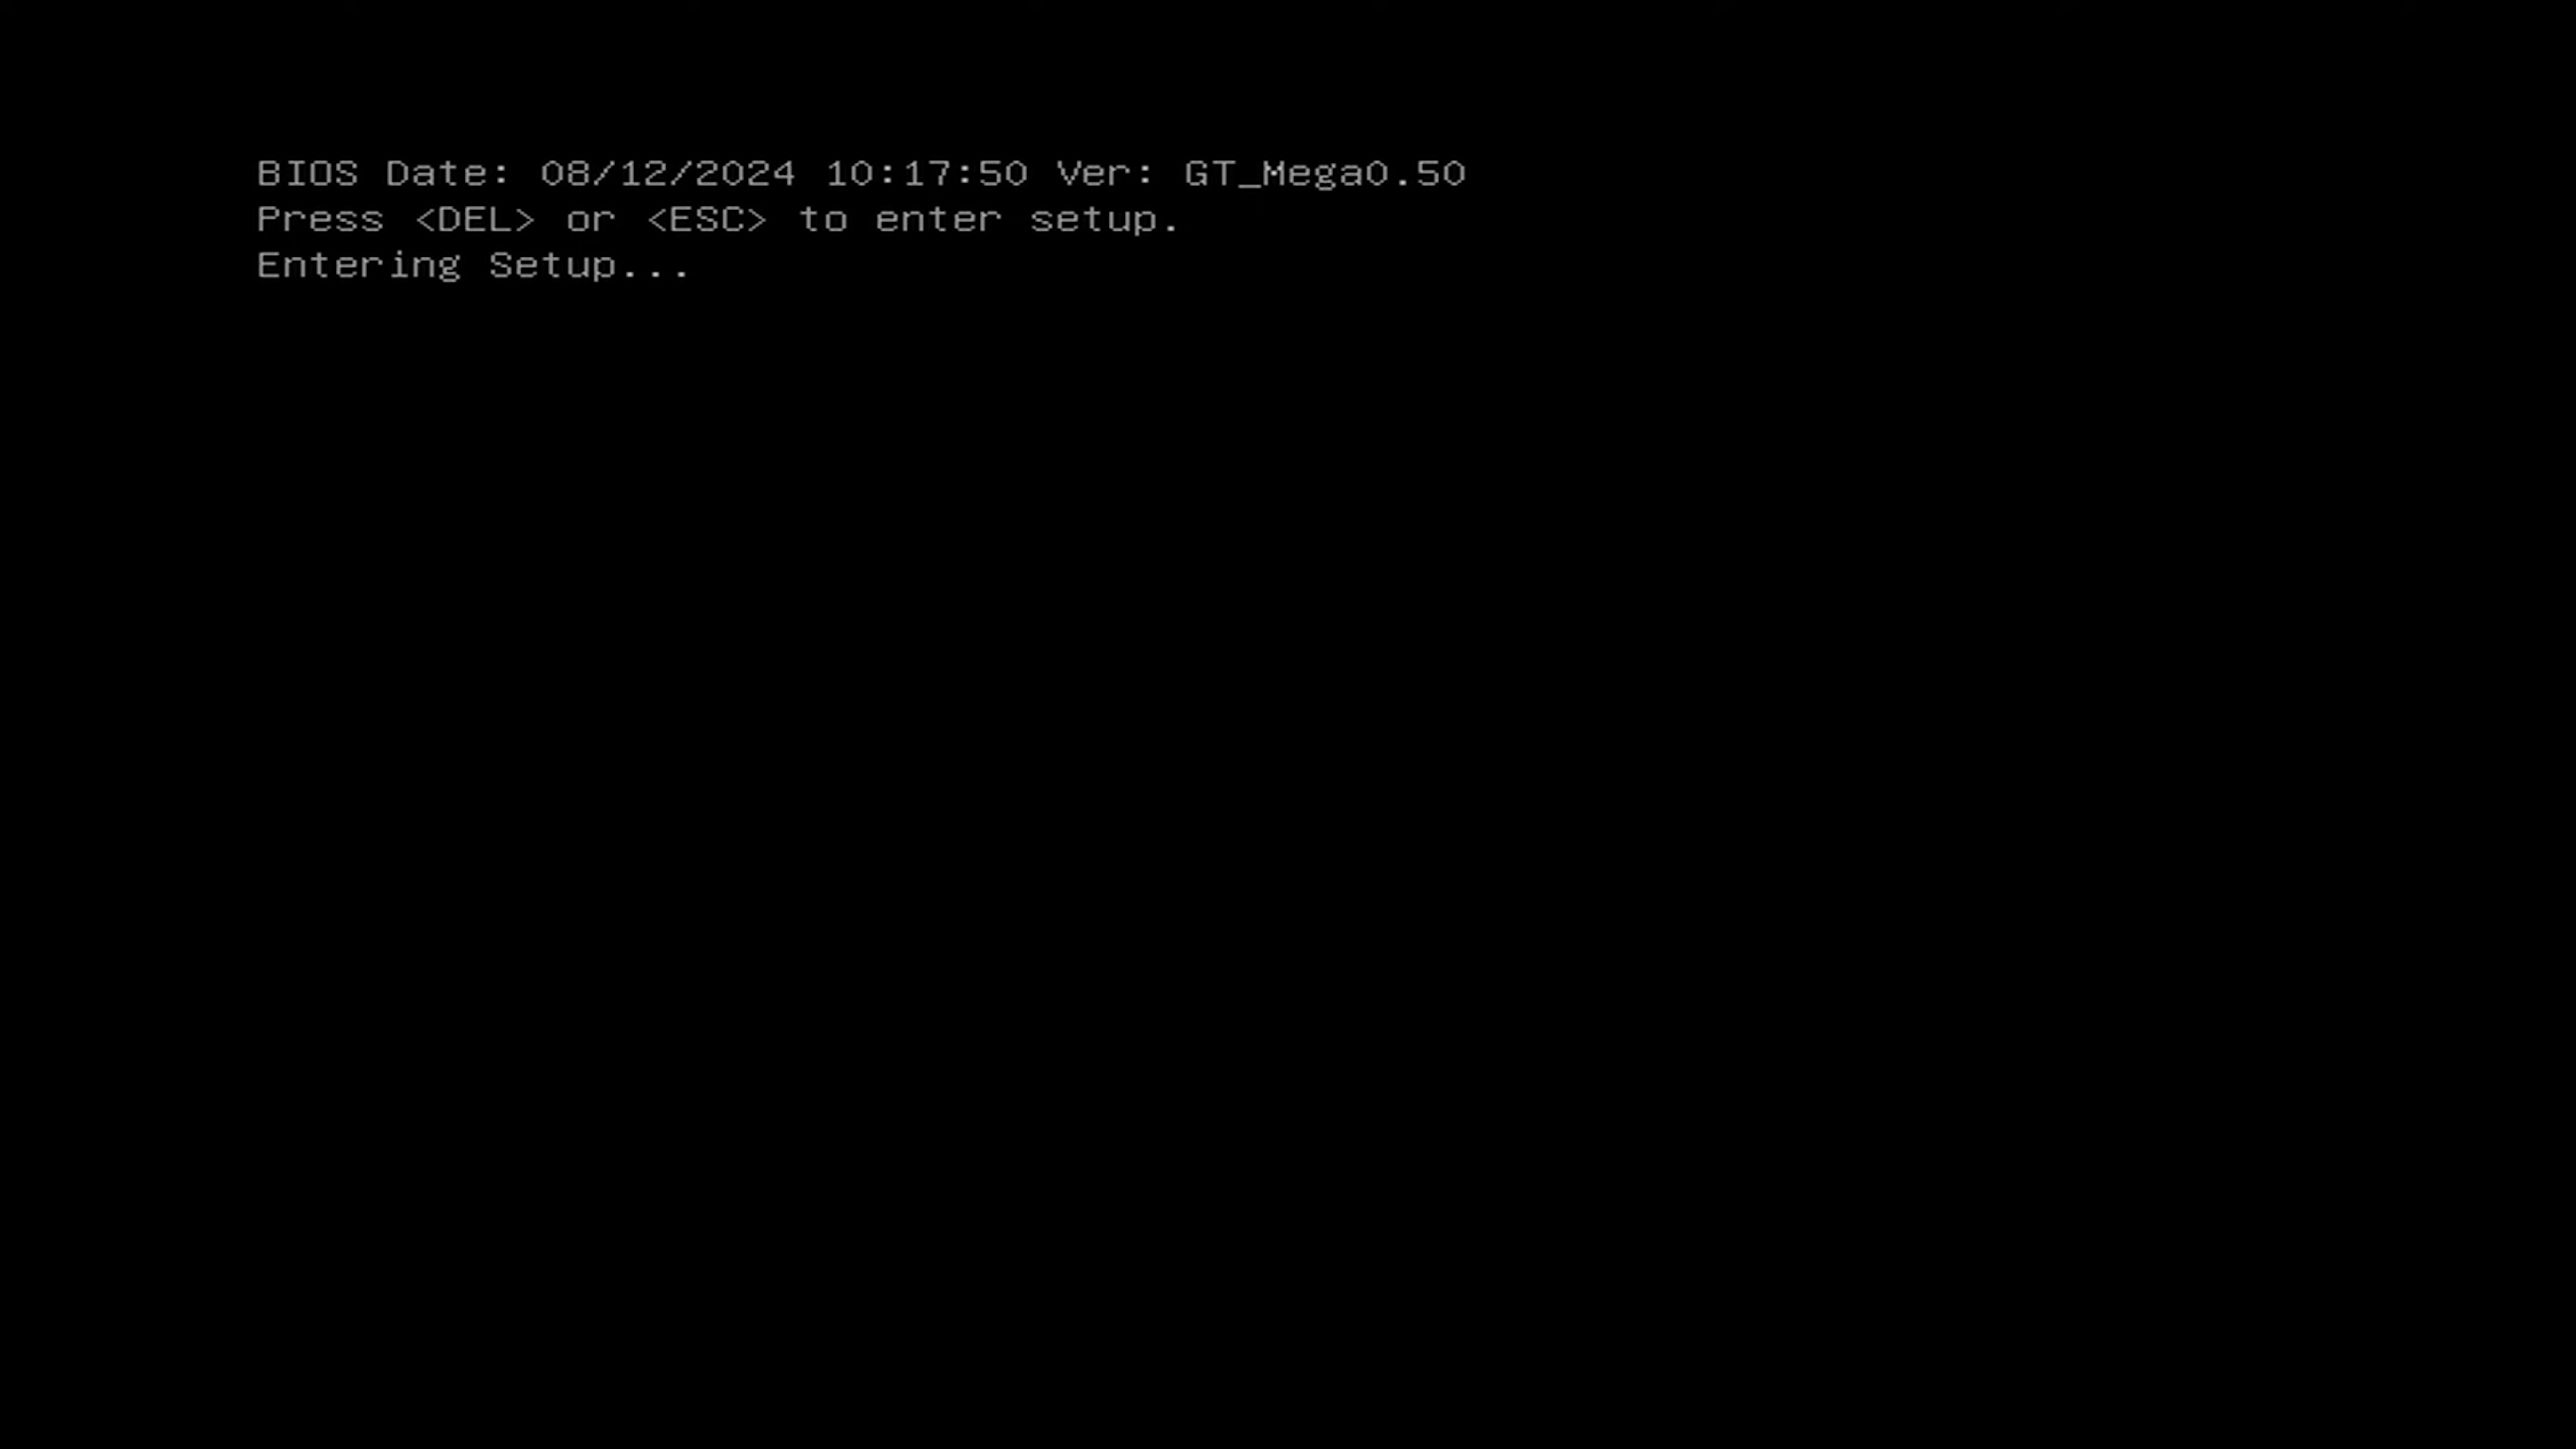 BIOS Date: 08/12/2024 10:17:50 Ver: GT_Mega0.50
Press <DEL> or <ESC> to enter setup.
Entering Setup...